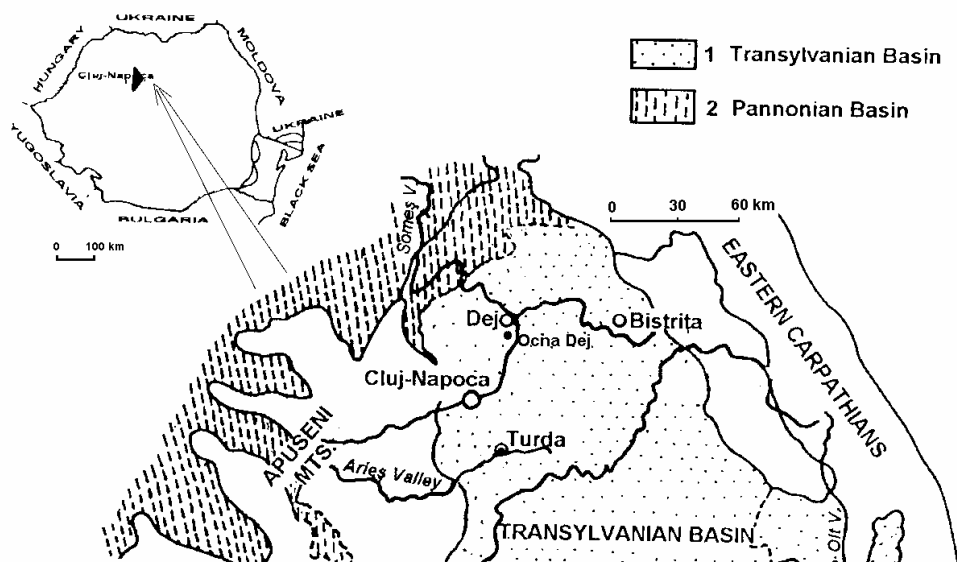 UKRAINE
HUNGARY
MOLDOVA
Cluj-Napoca
UKRAINE
YUGOSLAVIA
BLACK SEA
BULGARIA
0 100 km
1 Transylvanian Basin
2 Pannonian Basin
0 30 60 km
Someş V.
EASTERN CARPATHIANS
Dej
Bistriţa
Ocna Dej
Cluj-Napoca
Turda
APUSENI
MTS.
Aries Valley
TRANSYLVANIAN BASIN
Olt V.